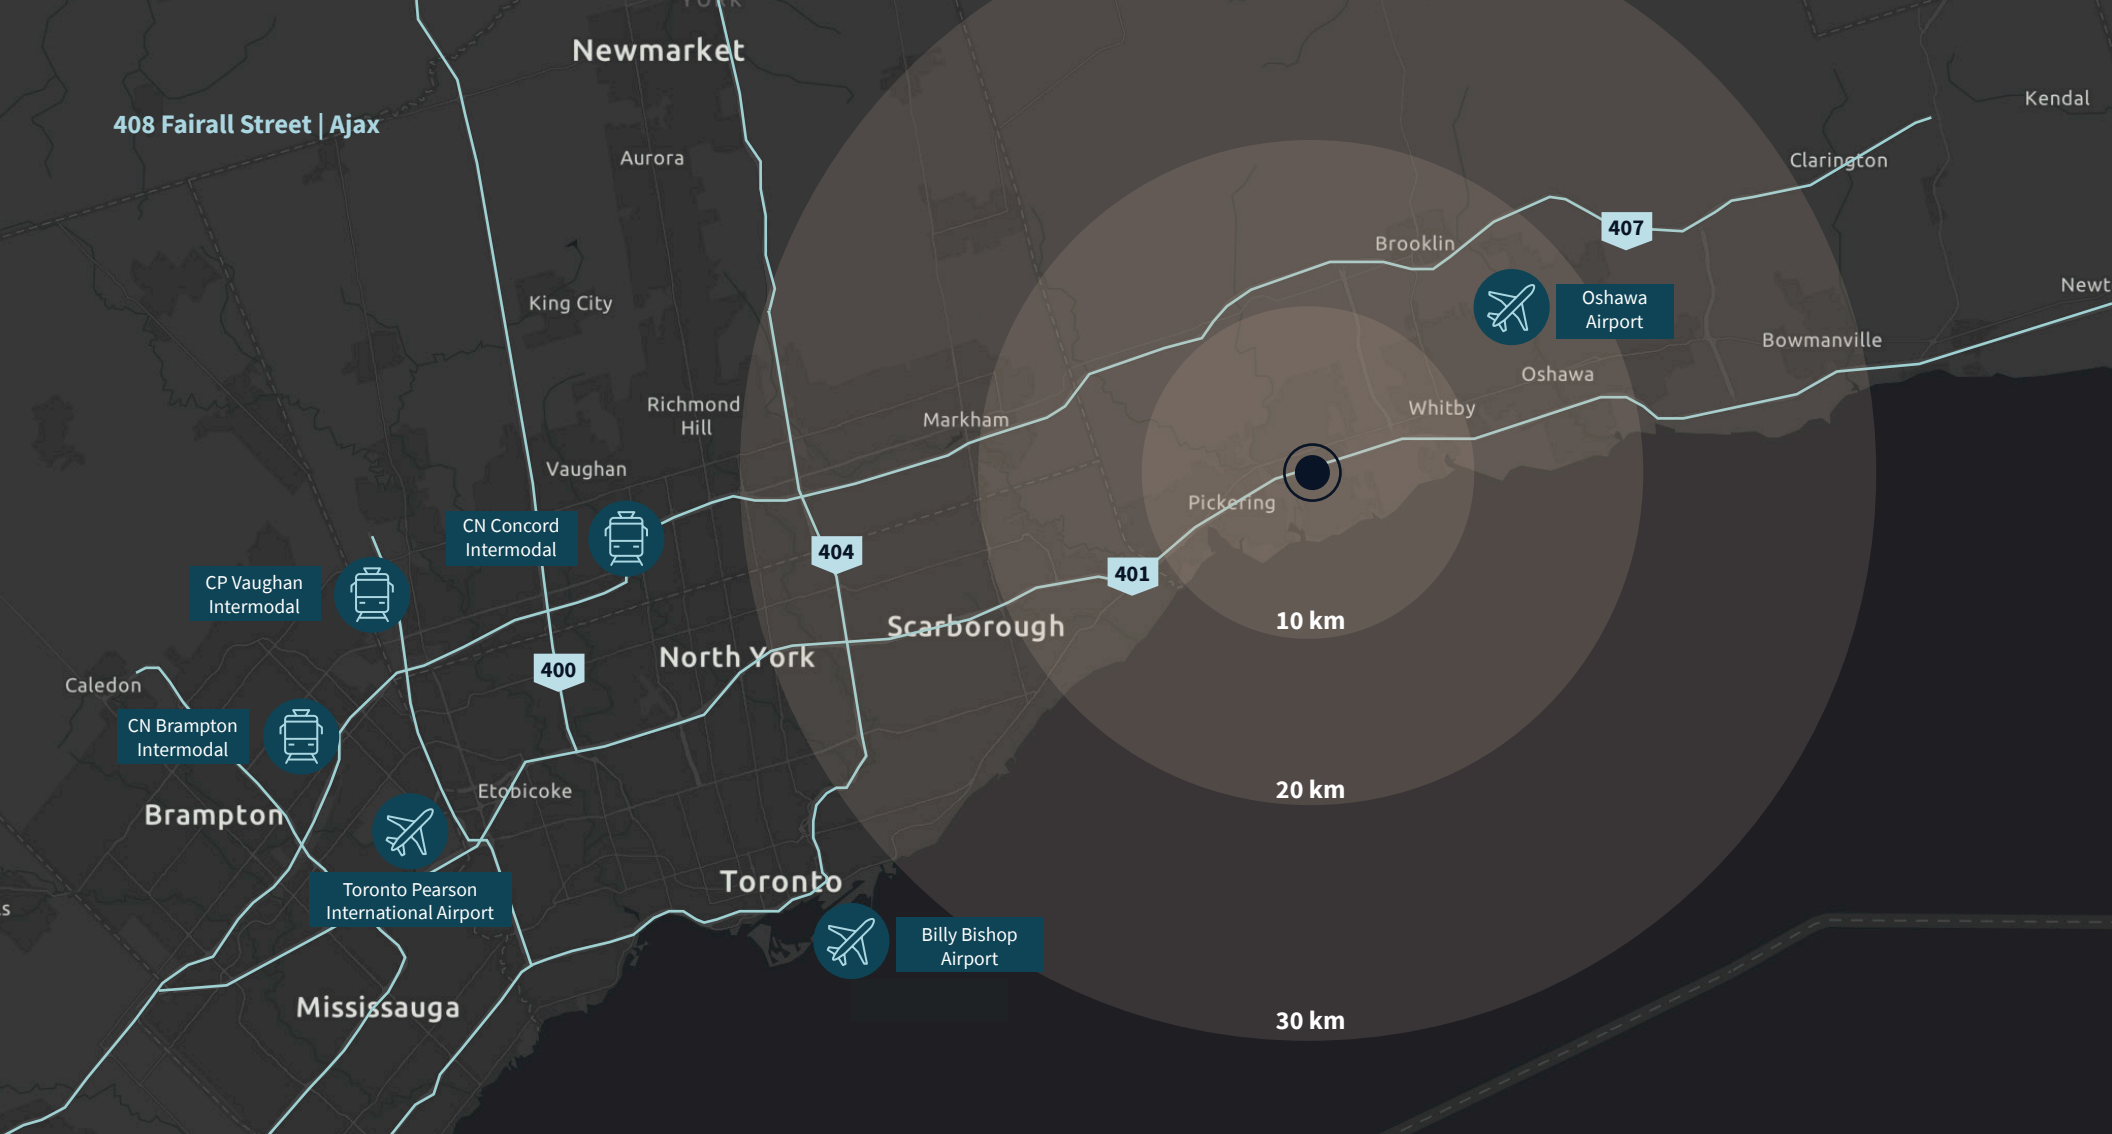 YORK
Newmarket
408 Fairall Street | Ajax
Kendal
Aurora
Clarington
407
Brooklin
King City
Newt
Oshawa
Airport
Bowmanville
Oshawa
Richmond
Hill
Whitby
Markham
Vaughan
Pickering
CN Concord
Intermodal
404
CP Vaughan
Intermodal
401
10 km
Scarborough
North York
400
Caledon
CN Brampton
Intermodal
Etobicoke
20 km
Brampton
Toronto
Toronto Pearson
International Airport
s
Billy Bishop
Airport
Mississauga
30 km